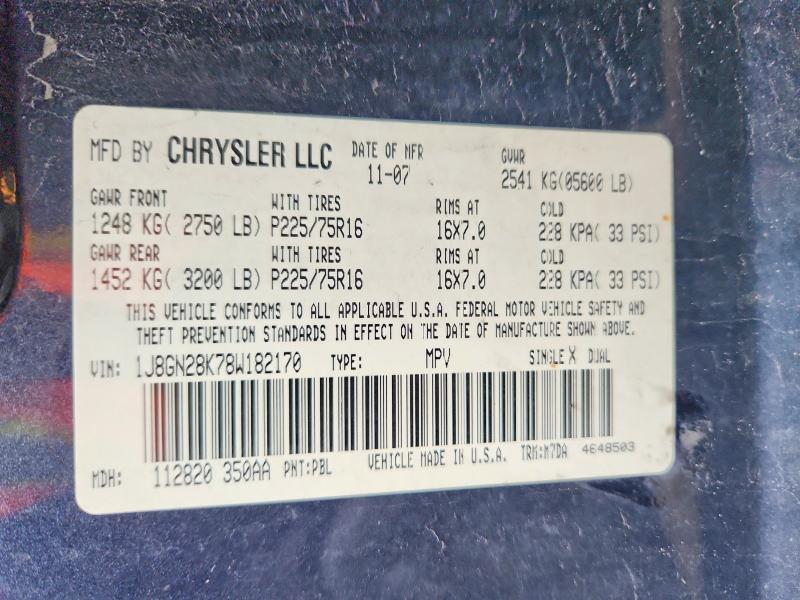 MFD BY CHRYSLER LLC DATE OF MFR GVWR
11-07 2541 KG(05600 LB)
GAWR FRONT WITH TIRES RIMS AT COLD
1248 KG( 2750 LB) P225/75R16 16X7.0 228 KPA( 33 PSI)
GAWR REAR WITH TIRES RIMS AT COLD
1452 KG( 3200 LB) P225/75R16 16X7.0 228 KPA( 33 PSI)
THIS VEHICLE CONFORMS TO ALL APPLICABLE U.S.A. FEDERAL MOTOR VEHICLE SAFETY AND
THEFT PREVENTION STANDARDS IN EFFECT ON THE DATE OF MANUFACTURE SHOWN ABOVE.
VIN: 1J8GN28K78W182170 TYPE: MPV SINGLE X DUAL
MDH: 112820 350AA PNT:PBL VEHICLE MADE IN U.S.A. TRM:M7DA 4648503